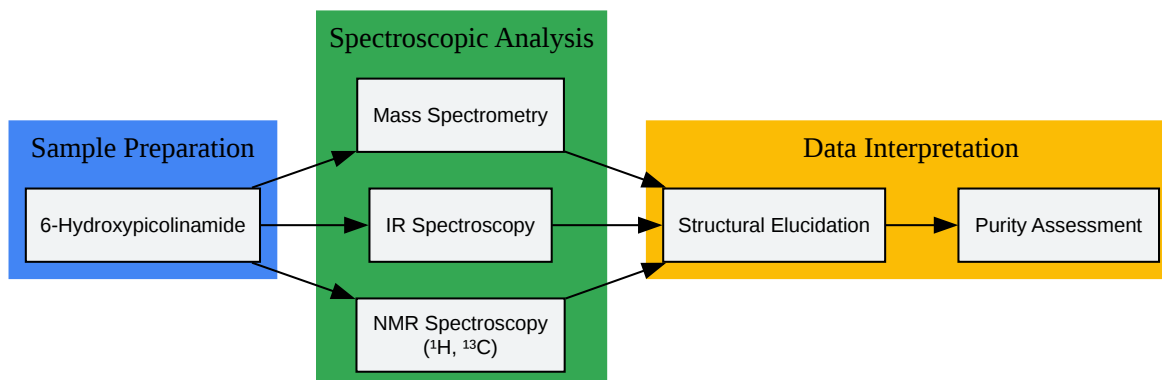 Sample Preparation
6-Hydroxypicolinamide
Spectroscopic Analysis
Mass Spectrometry
IR Spectroscopy
NMR Spectroscopy
(¹H, ¹³C)
Data Interpretation
Structural Elucidation
Purity Assessment